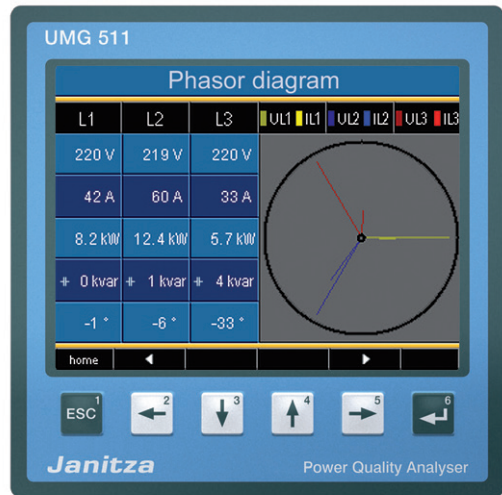 UMG 511
Phasor diagram
L1 L2 L3 UL1 IL1 UL2 IL2 UL3 IL3
220 V 219 V 220 V
42 A 60 A 33 A
8.2 kW 12.4 kW 5.7 kW
0 kvar 1 kvar 4 kvar
-1 ° -6 ° -33 °
home
ESC 1 2 3 4 5 6
Janitza Power Quality Analyser